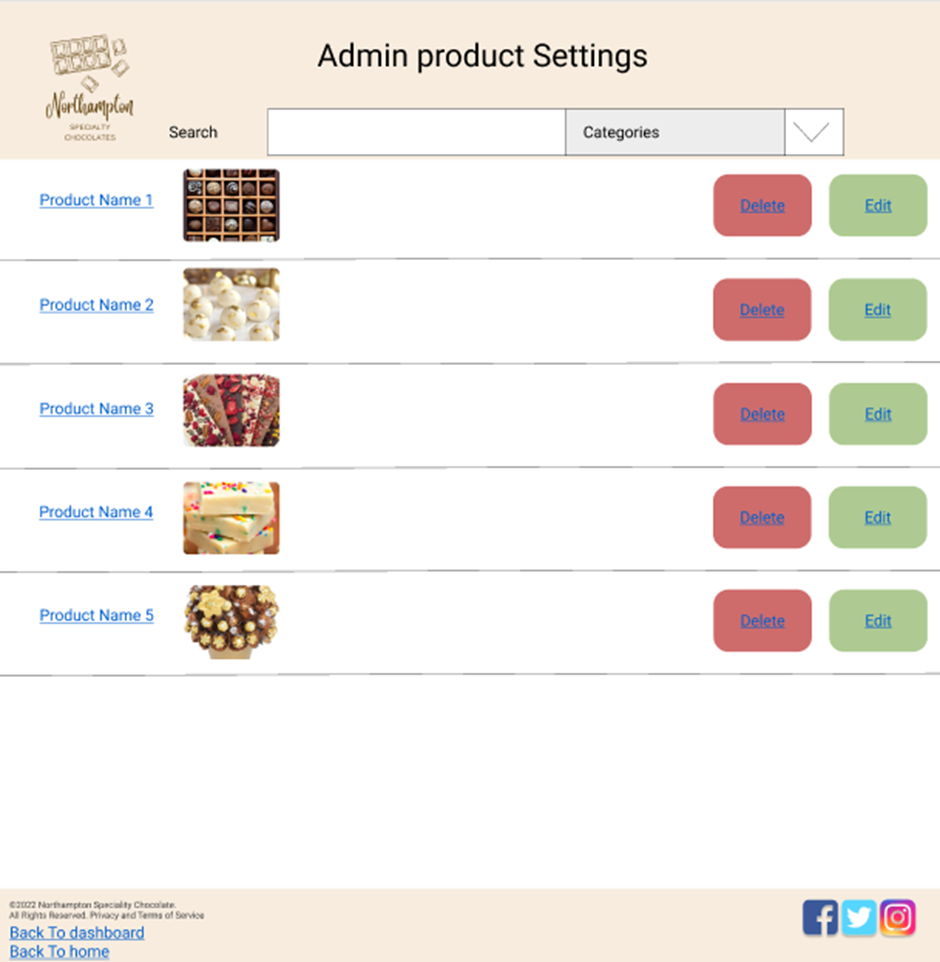 Admin product Settings
Northampton
SPECIALTY
CHOCOLATES
Search
Categories
Product Name 1
Delete
Edit
Product Name 2
Delete
Edit
Product Name 3
Delete
Edit
Product Name 4
Delete
Edit
Product Name 5
Delete
Edit
©2022 Northampton Speciality Chocolate.
All Rights Reserved. Privacy and Terms of Service
Back To dashboard
Back To home